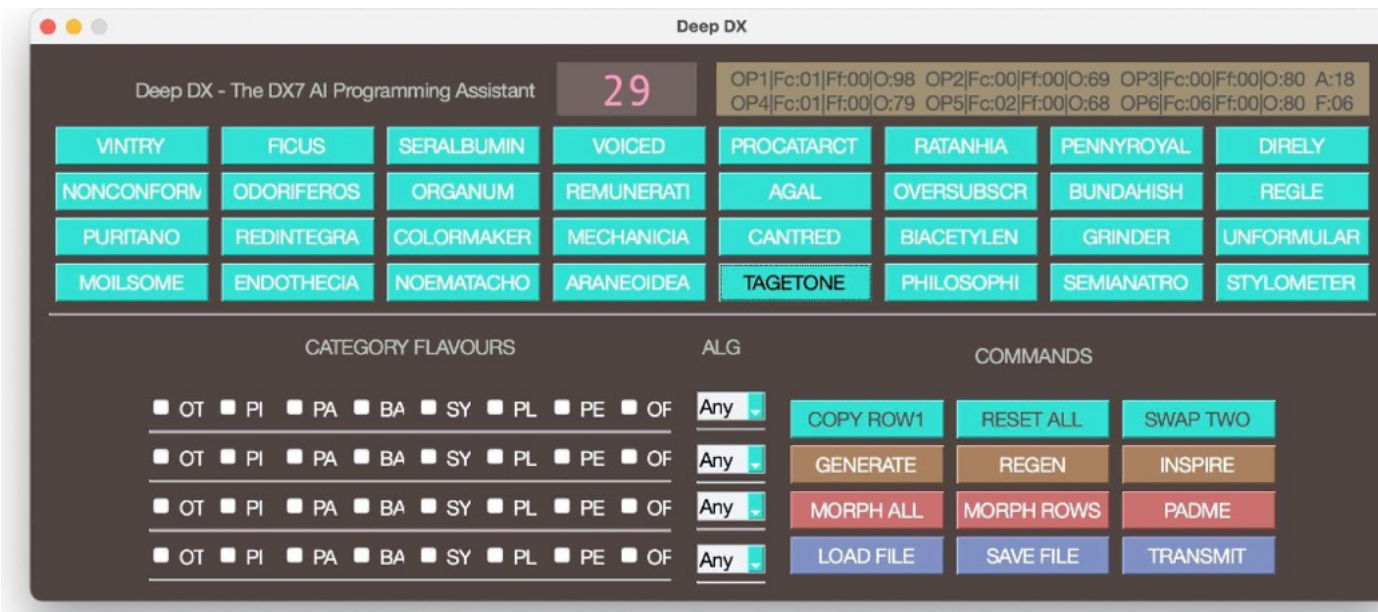 Deep DX
Deep DX - The DX7 AI Programming Assistant
29
OP1|Fc:01|Ff:00|O:98 OP2|Fc:00|Ff:00|O:69 OP3|Fc:00|Ff:00|O:80 A:18
OP4|Fc:01|Ff:00|O:79 OP5|Fc:02|Ff:00|O:68 OP6|Fc:06|Ff:00|O:80 F:06
VINTRY FICUS SERALBUMIN VOICED PROCATARCT RATANHIA PENNYROYAL DIRELY
NONCONFORM ODORIFEROS ORGANUM REMUNERATI AGAL OVERSUBSCR BUNDAHISH REGLE
PURITANO REDINTEGRA COLORMAKER MECHANICIA CANTRED BIACETYLEN GRINDER UNFORMULAR
MOILSOME ENDOTHECIA NOEMATACHO ARANEOIDEA TAGETONE PHILOSOPHI SEMIANATRO STYLOMETER
CATEGORY FLAVOURS ALG COMMANDS
OT PI PA BA SY PL PE OF Any
OT PI PA BA SY PL PE OF Any
OT PI PA BA SY PL PE OF Any
OT PI PA BA SY PL PE OF Any
COPY ROW1 RESET ALL SWAP TWO
GENERATE REGEN INSPIRE
MORPH ALL MORPH ROWS PADME
LOAD FILE SAVE FILE TRANSMIT